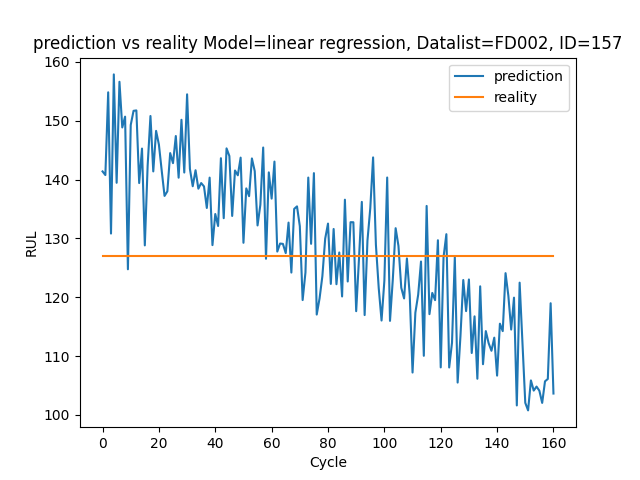 prediction vs reality Model=linear regression, Datalist=FD002, ID=157
prediction
reality
RUL
160
150
140
130
120
110
100
0 20 40 60 80 100 120 140 160
Cycle